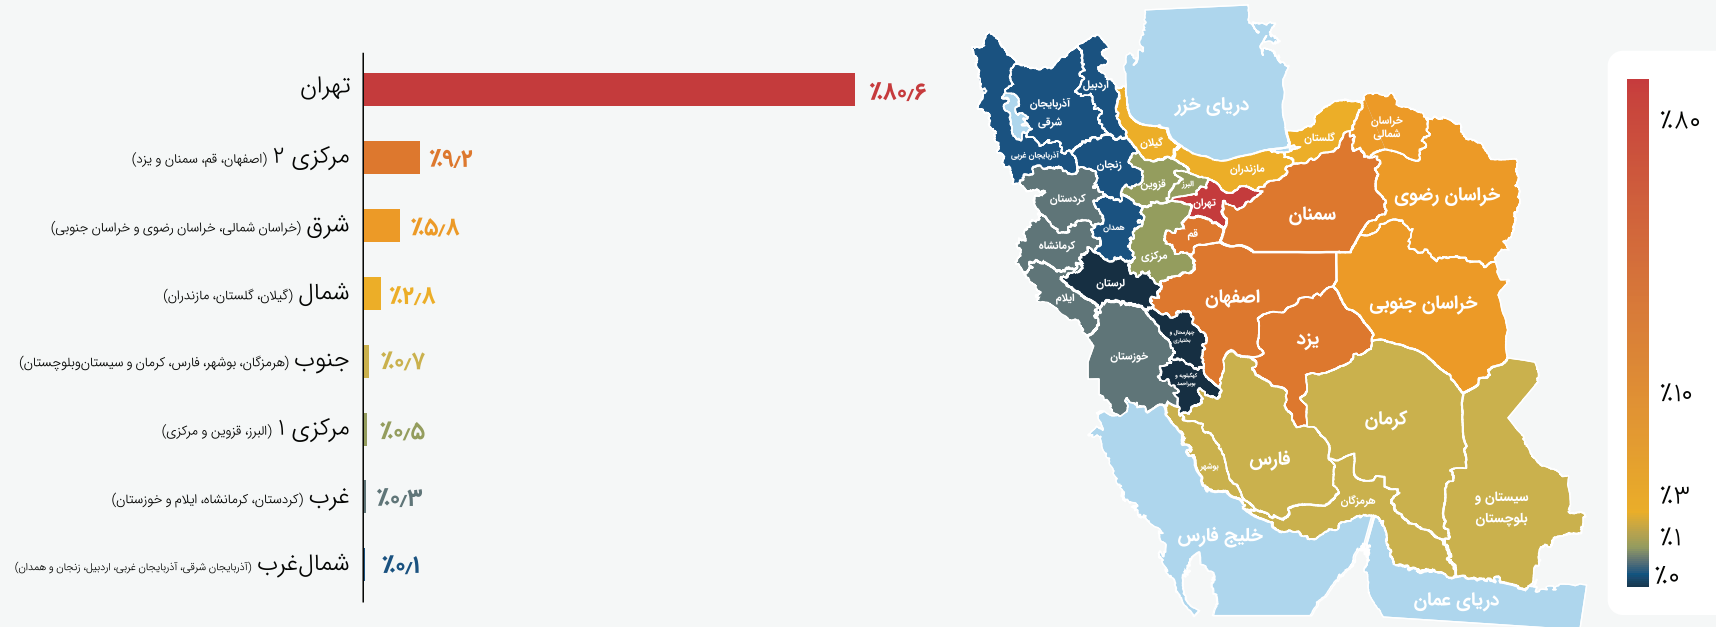 تهران
٪۸۰٫۶
مرکزی ۲ (اصفهان، قم، سمنان و یزد)
٪۹٫۲
شرق (خراسان شمالی، خراسان رضوی و خراسان جنوبی)
٪۵٫۸
شمال (گیلان، گلستان، مازندران)
٪۲٫۸
جنوب (هرمزگان، بوشهر، فارس، کرمان و سیستان‌وبلوچستان)
٪۰٫۷
مرکزی ۱ (البرز، قزوین و مرکزی)
٪۰٫۵
غرب (کردستان، کرمانشاه، ایلام و خوزستان)
٪۰٫۳
شمال‌غرب (آذربایجان شرقی، آذربایجان غربی، اردبیل، زنجان و همدان)
٪۰٫۱
دریای خزر
اردبیل
آذربایجان
شرقی
آذربایجان غربی
گیلان
زنجان
گلستان
خراسان
شمالی
مازندران
خراسان رضوی
قزوین
البرز
تهران
سمنان
کردستان
همدان
قم
کرمانشاه
مرکزی
لرستان
ایلام
اصفهان
خراسان جنوبی
چهارمحال و
بختیاری
یزد
خوزستان
کهگیلویه و
بویراحمد
کرمان
فارس
بوشهر
هرمزگان
سیستان و
بلوچستان
خلیج فارس
دریای عمان
٪۸۰
٪۱۰
٪۳
٪۱
٪۰